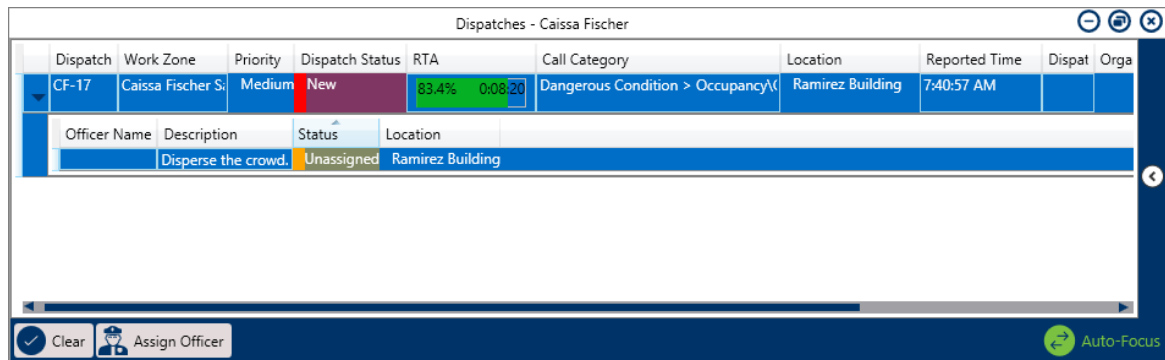 Dispatches - Caissa Fischer
Dispatch Work Zone Priority Dispatch Status RTA Call Category Location Reported Time Dispat Orga
CF-17 Caissa Fischer Sa Medium New 83.4% 0:08:20 Dangerous Condition > Occupancy\( Ramirez Building 7:40:57 AM
Officer Name Description Status Location
Disperse the crowd. Unassigned Ramirez Building
Clear Assign Officer Auto-Focus